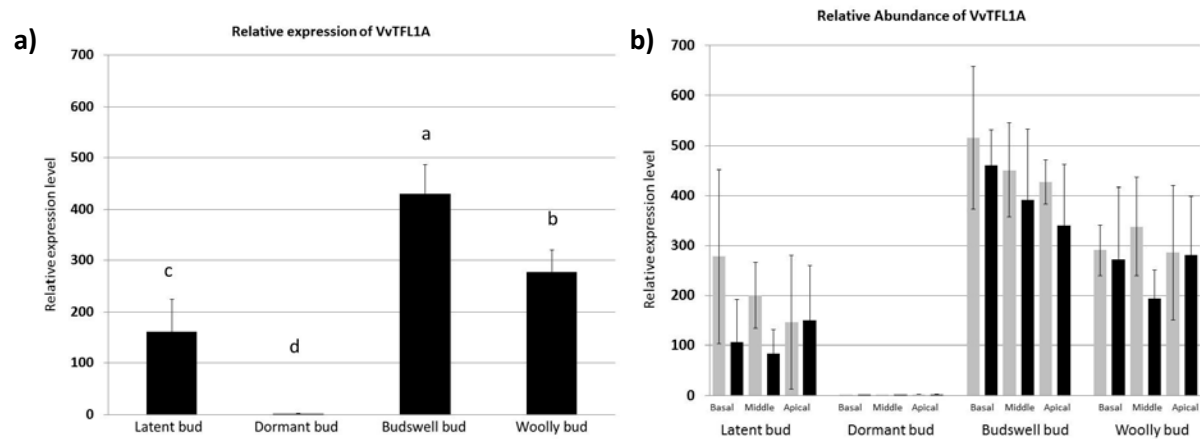 a)
Relative expression of VvTFL1A
Relative expression level
700
600
500
400
300
200
100
0
c
d
a
b
Latent bud Dormant bud Budswell bud Woolly bud
b)
Relative Abundance of VvTFL1A
Relative expression level
700
600
500
400
300
200
100
0
Basal Middle Apical Basal Middle Apical Basal Middle Apical Basal Middle Apical
Latent bud Dormant bud Budswell bud Woolly bud